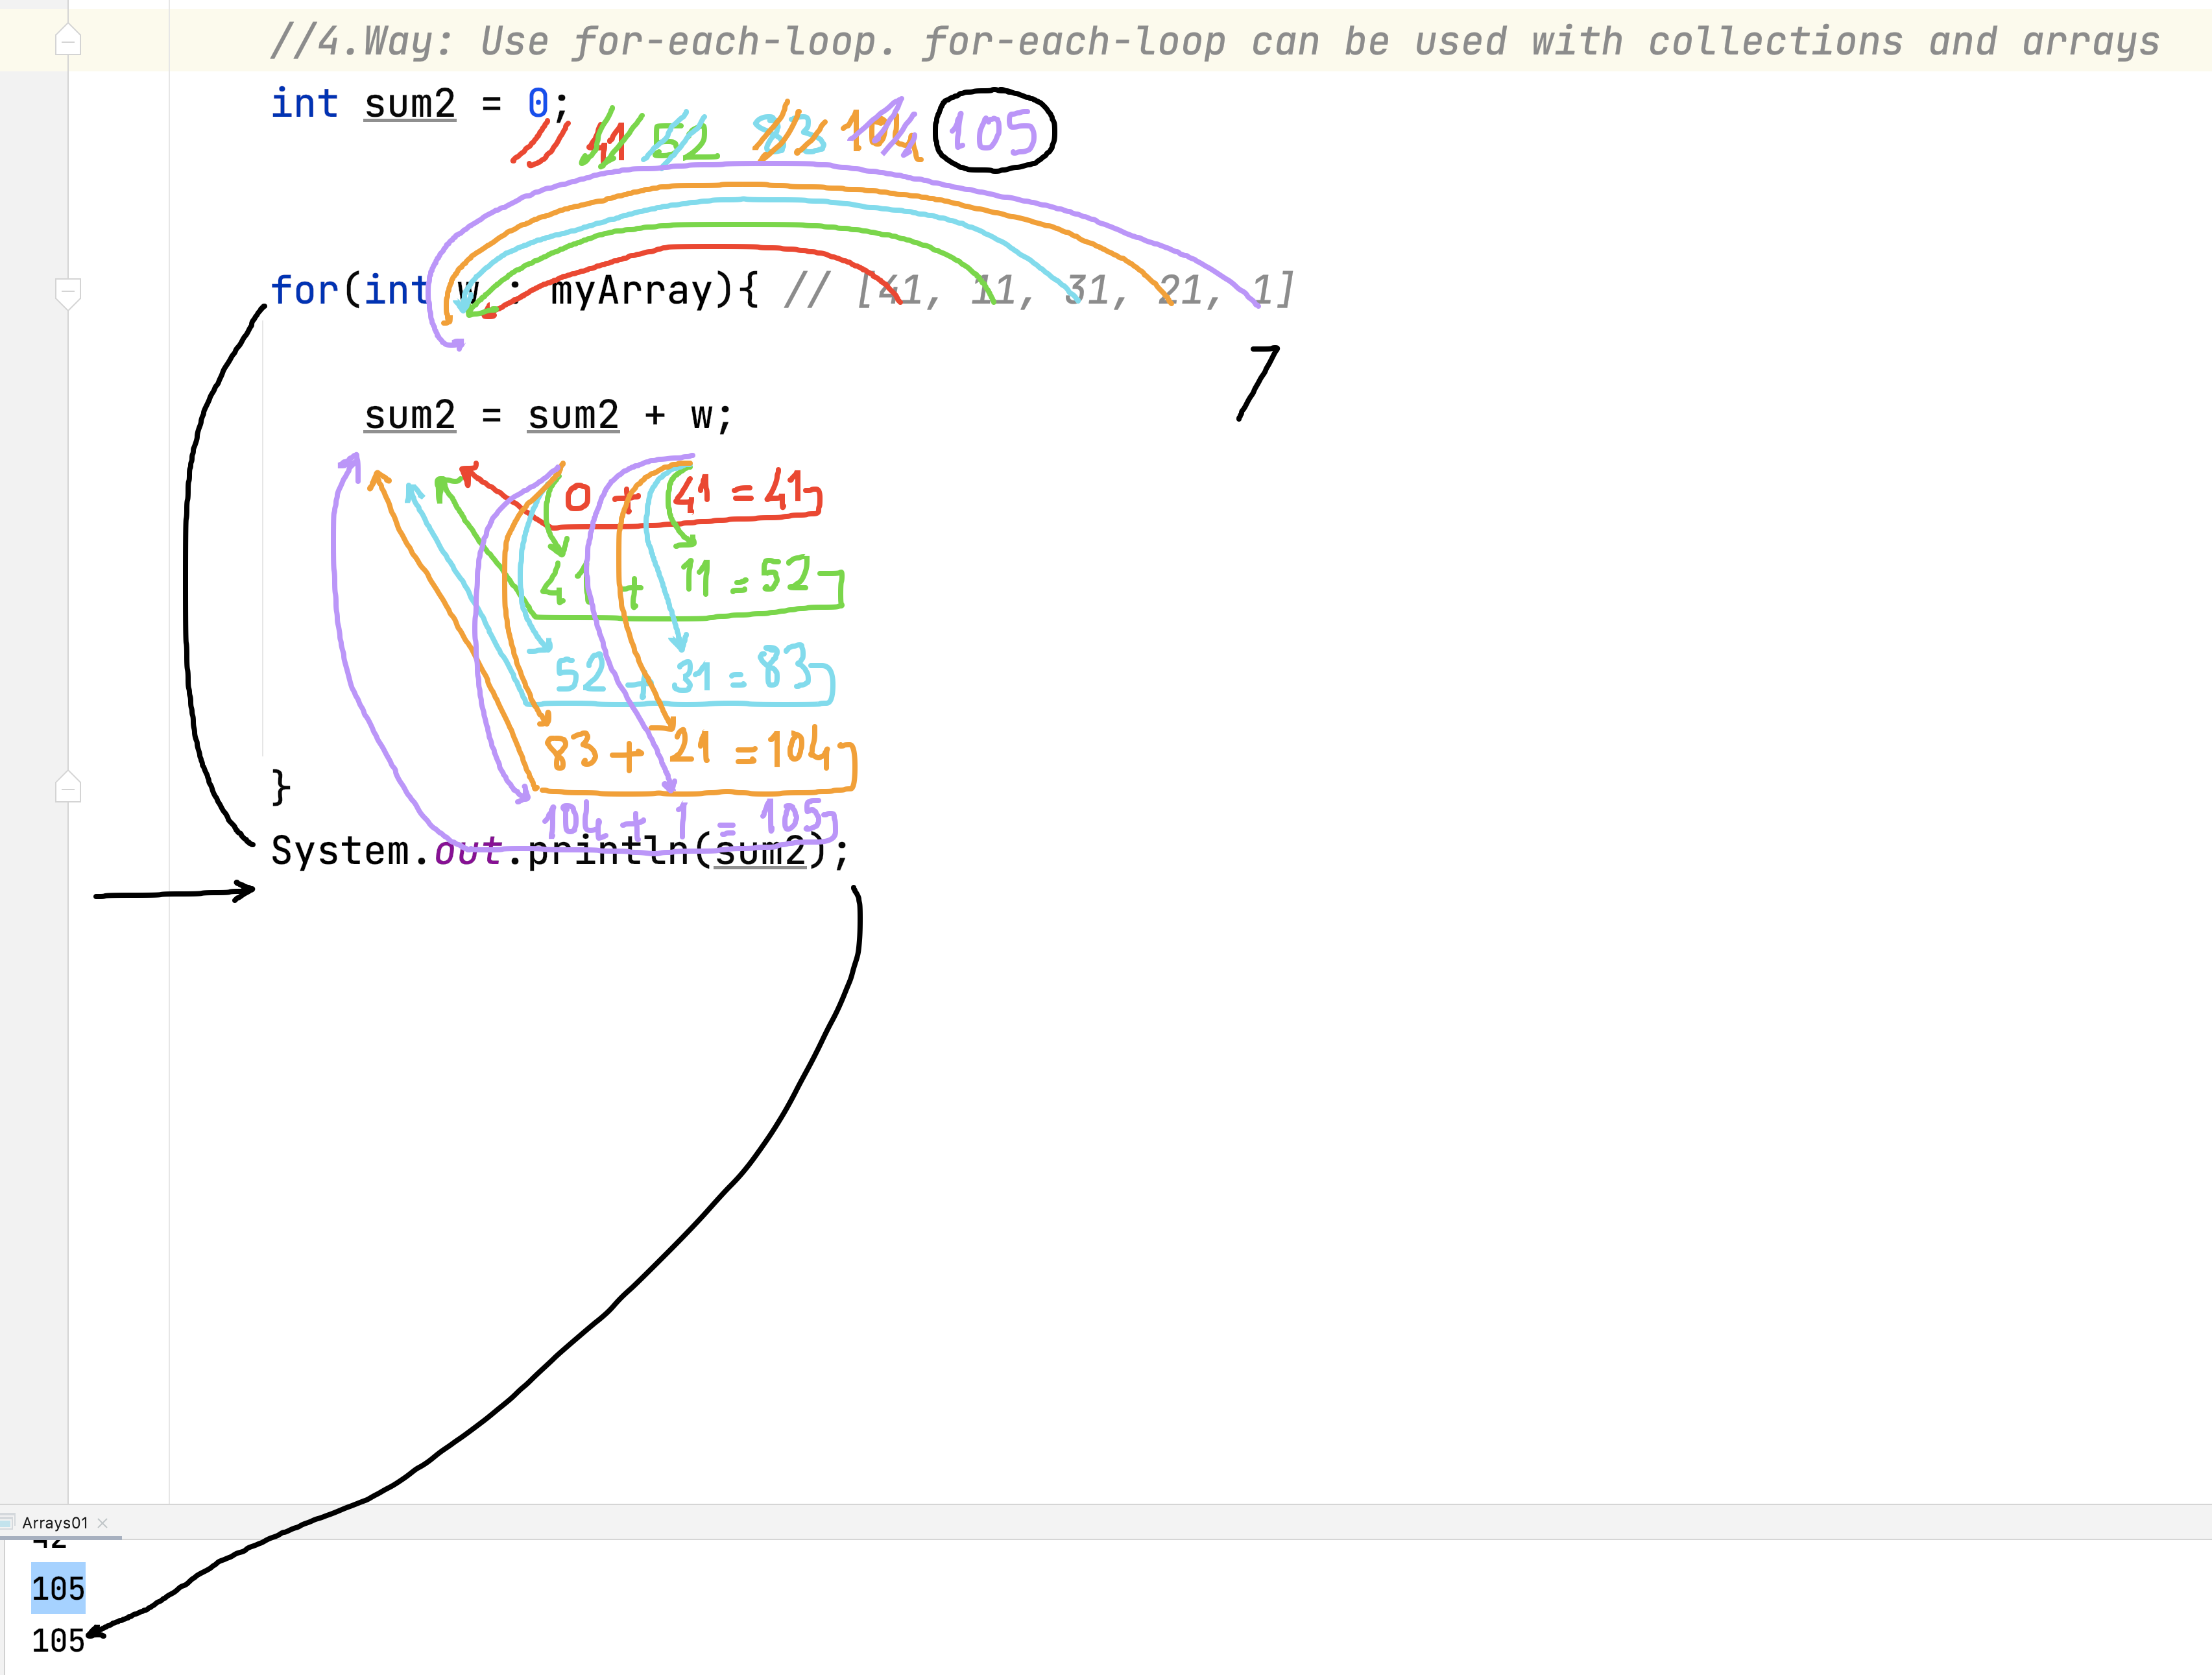 //4.Way: Use for-each-loop. for-each-loop can be used with collections and arrays
int sum2 = 0;
41 52 83 104 105
for(int w : myArray){ // [41, 11, 31, 21, 1]
sum2 = sum2 + w;
0 + 41 = 41
41 + 11 = 52
52 + 31 = 83
83 + 21 = 104
}
104 + 1 = 105
System.out.println(sum2);
Arrays01
105
105